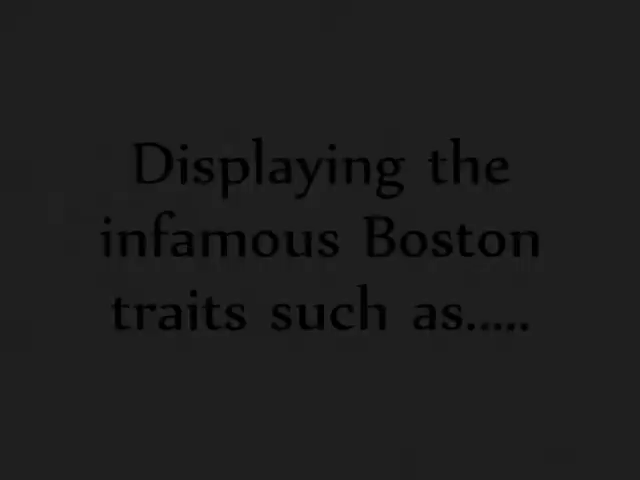 Displaying the
infamous Boston
traits such as.....